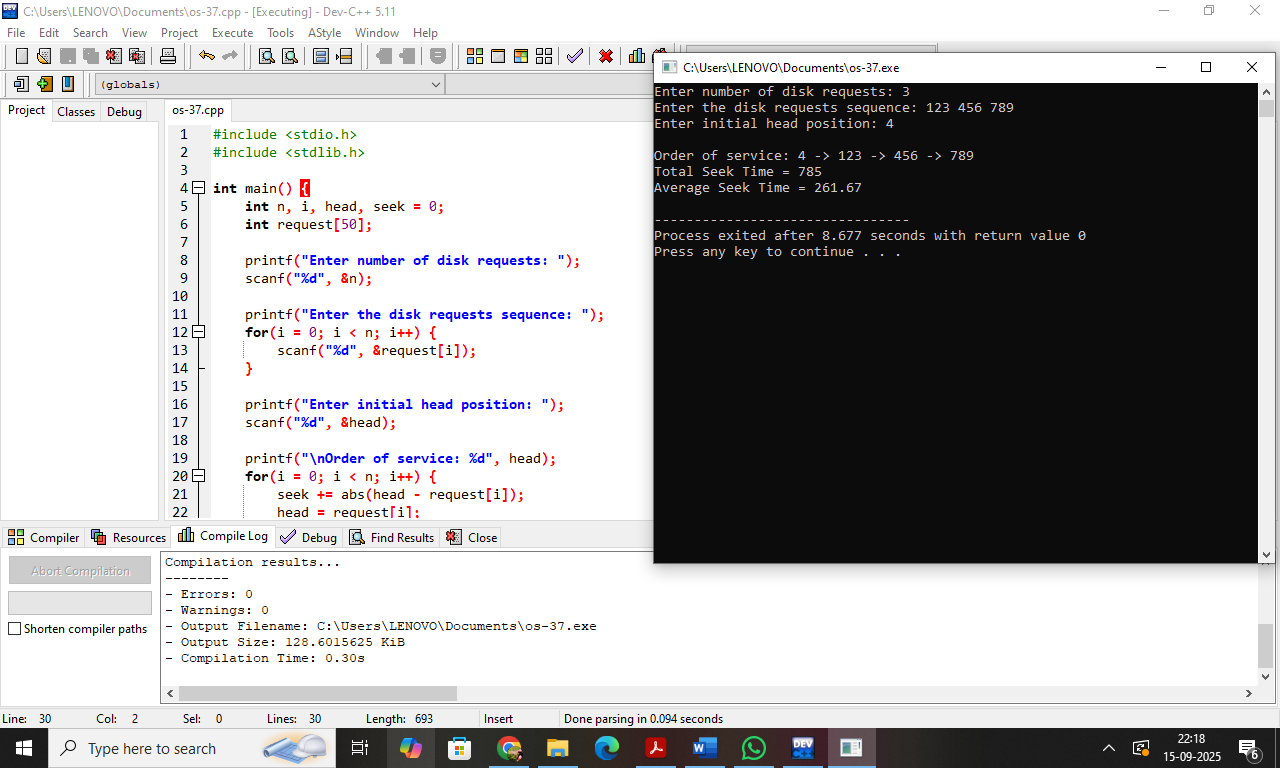 C:\Users\LENOVO\Documents\os-37.cpp - [Executing] - Dev-C++ 5.11
File Edit Search View Project Execute Tools AStyle Window Help
(globals)
Project Classes Debug
os-37.cpp
1 #include <stdio.h>
2 #include <stdlib.h>
3
4 int main() {
5 int n, i, head, seek = 0;
6 int request[50];
7
8 printf("Enter number of disk requests: ");
9 scanf("%d", &n);
10
11 printf("Enter the disk requests sequence: ");
12 for(i = 0; i < n; i++) {
13 scanf("%d", &request[i]);
14 }
15
16 printf("Enter initial head position: ");
17 scanf("%d", &head);
18
19 printf("\nOrder of service: %d", head);
20 for(i = 0; i < n; i++) {
21 seek += abs(head - request[i]);
22 head = request[i];
C:\Users\LENOVO\Documents\os-37.exe
Enter number of disk requests: 3
Enter the disk requests sequence: 123 456 789
Enter initial head position: 4
Order of service: 4 -> 123 -> 456 -> 789
Total Seek Time = 785
Average Seek Time = 261.67
--------------------------------
Process exited after 8.677 seconds with return value 0
Press any key to continue . . .
Compiler Resources Compile Log Debug Find Results Close
Abort Compilation
Shorten compiler paths
Compilation results...
--------
- Errors: 0
- Warnings: 0
- Output Filename: C:\Users\LENOVO\Documents\os-37.exe
- Output Size: 128.6015625 KiB
- Compilation Time: 0.30s
Line: 30 Col: 2 Sel: 0 Lines: 30 Length: 693 Insert Done parsing in 0.094 seconds
Type here to search
DEV
22:18
15-09-2025
6